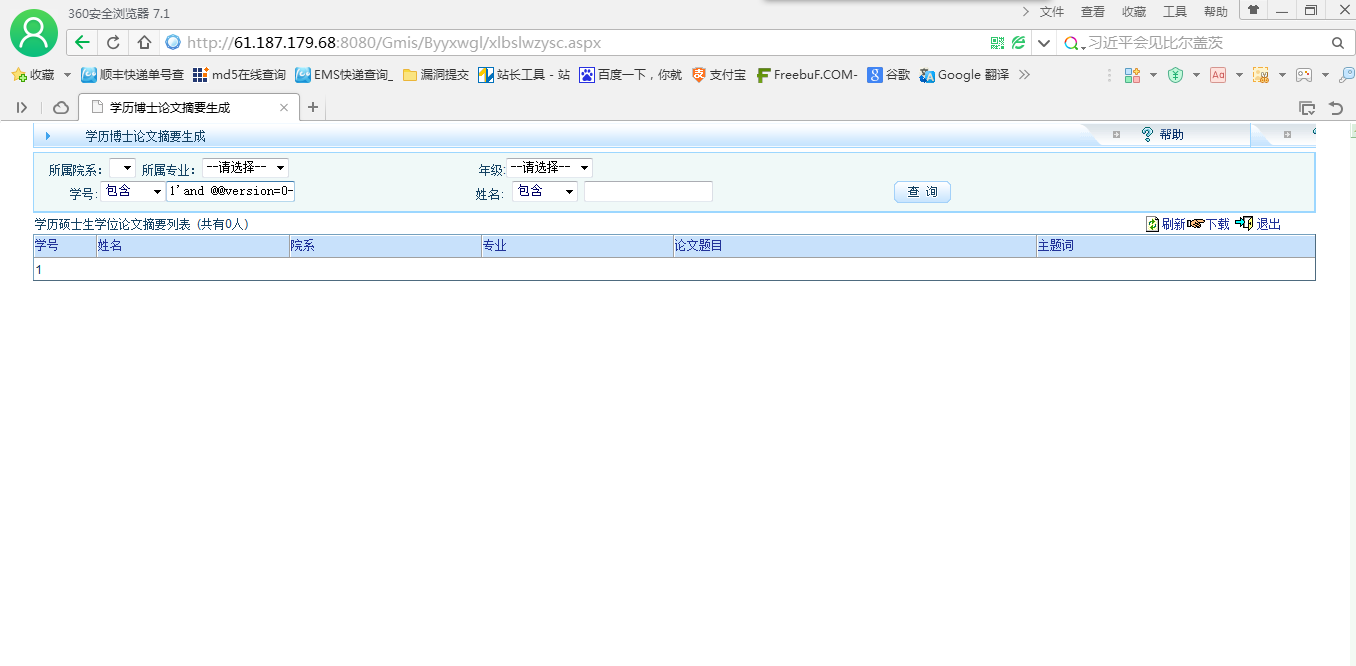 360安全浏览器 7.1
文件 查看 收藏 工具 帮助
http://61.187.179.68:8080/Gmis/Byyxwgl/xlbslwzysc.aspx
习近平会见比尔盖茨
收藏 顺丰快递单号查 md5在线查询 EMS快递查询_ 漏洞提交 站长工具 - 站 百度一下，你就 支付宝 FreebuF.COM- 谷歌 Google 翻译
学历博士论文摘要生成
学历博士论文摘要生成 帮助
所属院系： 所属专业： --请选择-- 年级: --请选择--
学号: 包含 1'and @@version=0- 姓名: 包含 查 询
学历硕士生学位论文摘要列表 (共有0人) 刷新 下载 退出
学号 姓名 院系 专业 论文题目 主题词
1